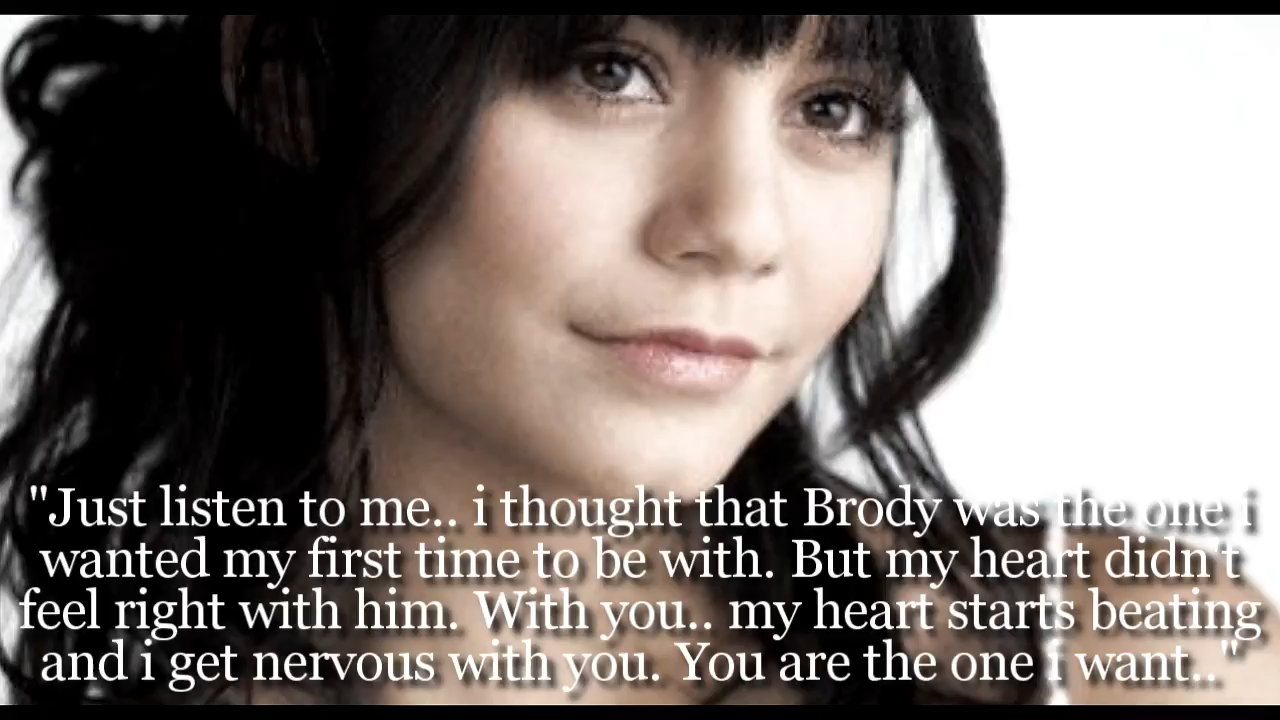 "Just listen to me.. i thought that Brody was the one i
wanted my first time to be with. But my heart didn't
feel right with him. With you.. my heart starts beating
and i get nervous with you. You are the one i want.."